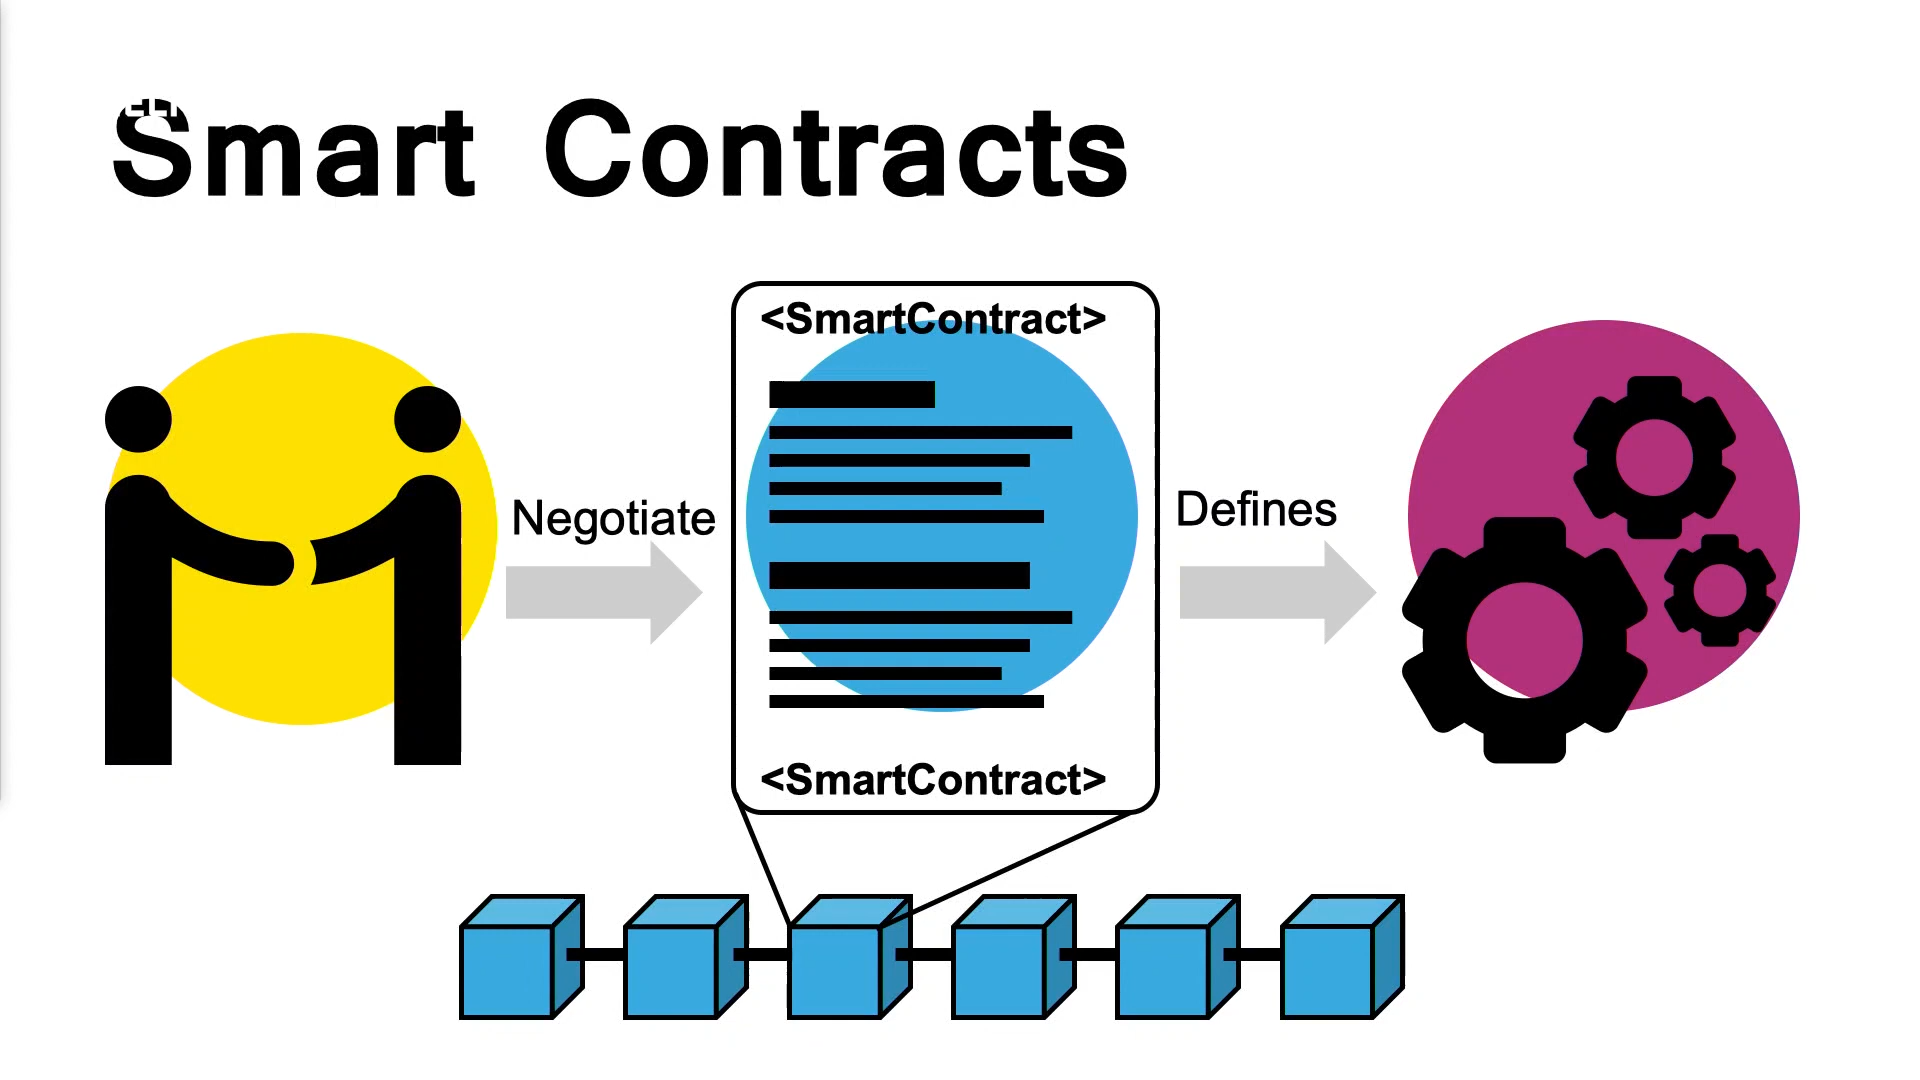 Smart Contracts
<SmartContract>
Negotiate
Defines
<SmartContract>